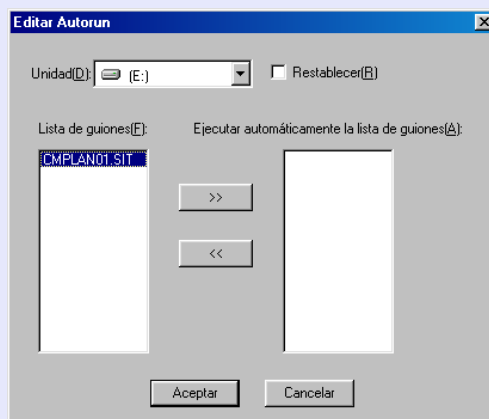 Editar Autorun
Unidad(D): (E:) Restablecer(R)
Lista de guiones(F): Ejecutar automáticamente la lista de guiones(A):
CMPLAN01.SIT
>>
<<
Aceptar Cancelar